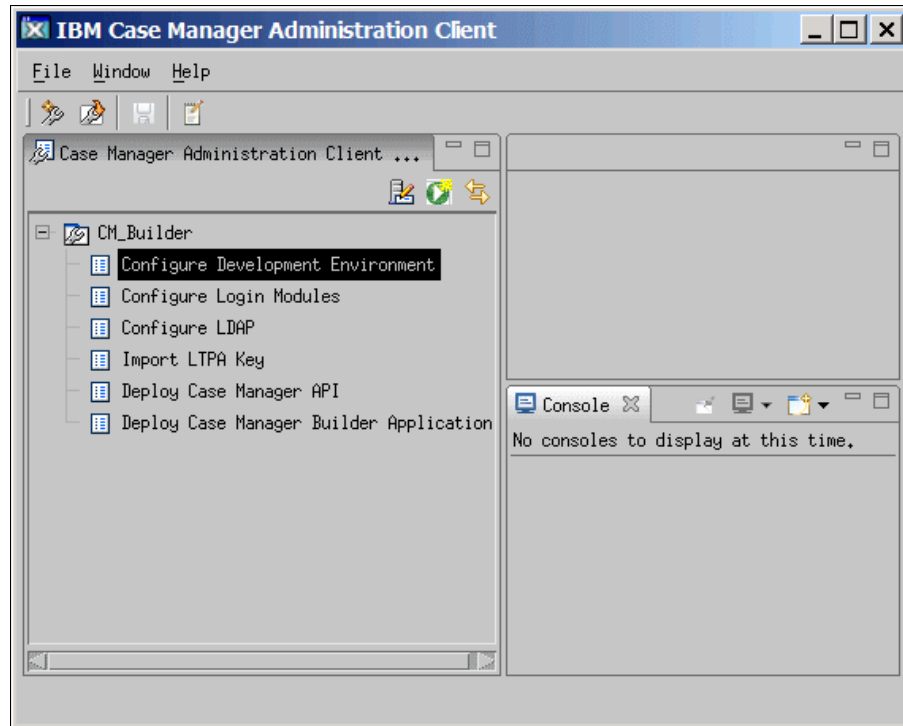 IBM Case Manager Administration Client
File Window Help
Case Manager Administration Client ...
CM_Builder
Configure Development Environment
Configure Login Modules
Configure LDAP
Import LTPA Key
Deploy Case Manager API
Deploy Case Manager Builder Application
Console
No consoles to display at this time.